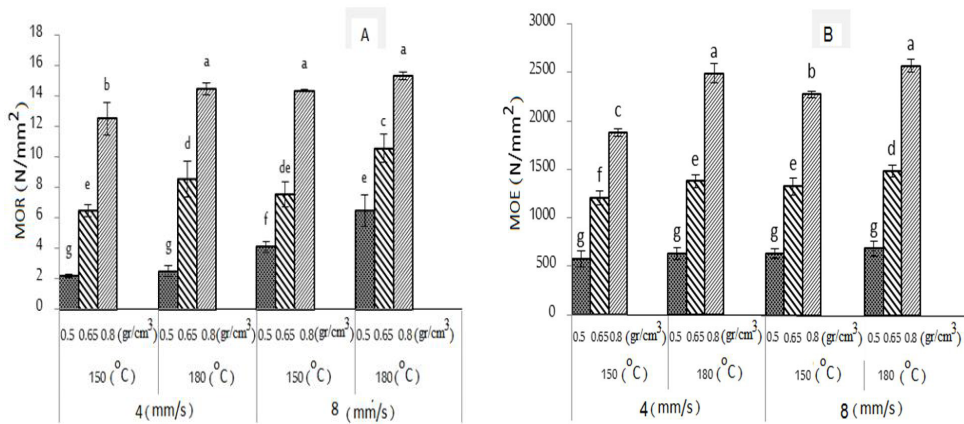 A
MOR (N/mm²)
18
16
14
12
10
8
6
4
2
0
g e b g d a f de a e c a
0.5 0.65 0.8 (gr/cm³) 0.5 0.65 0.8 (gr/cm³) 0.5 0.65 0.8 (gr/cm³) 0.5 0.65 0.8 (gr/cm³)
150 (°C) 180 (°C) 150 (°C) 180 (°C)
4 (mm/s) 8 (mm/s)
B
MOE (N/mm²)
3000
2500
2000
1500
1000
500
0
g f c g e a g e b g d a
0.5 0.65 0.8 (gr/cm³) 0.5 0.65 0.8 (gr/cm³) 0.5 0.65 0.8 (gr/cm³) 0.5 0.65 0.8 (gr/cm³)
150 (°C) 180 (°C) 150 (°C) 180 (°C)
4 (mm/s) 8 (mm/s)